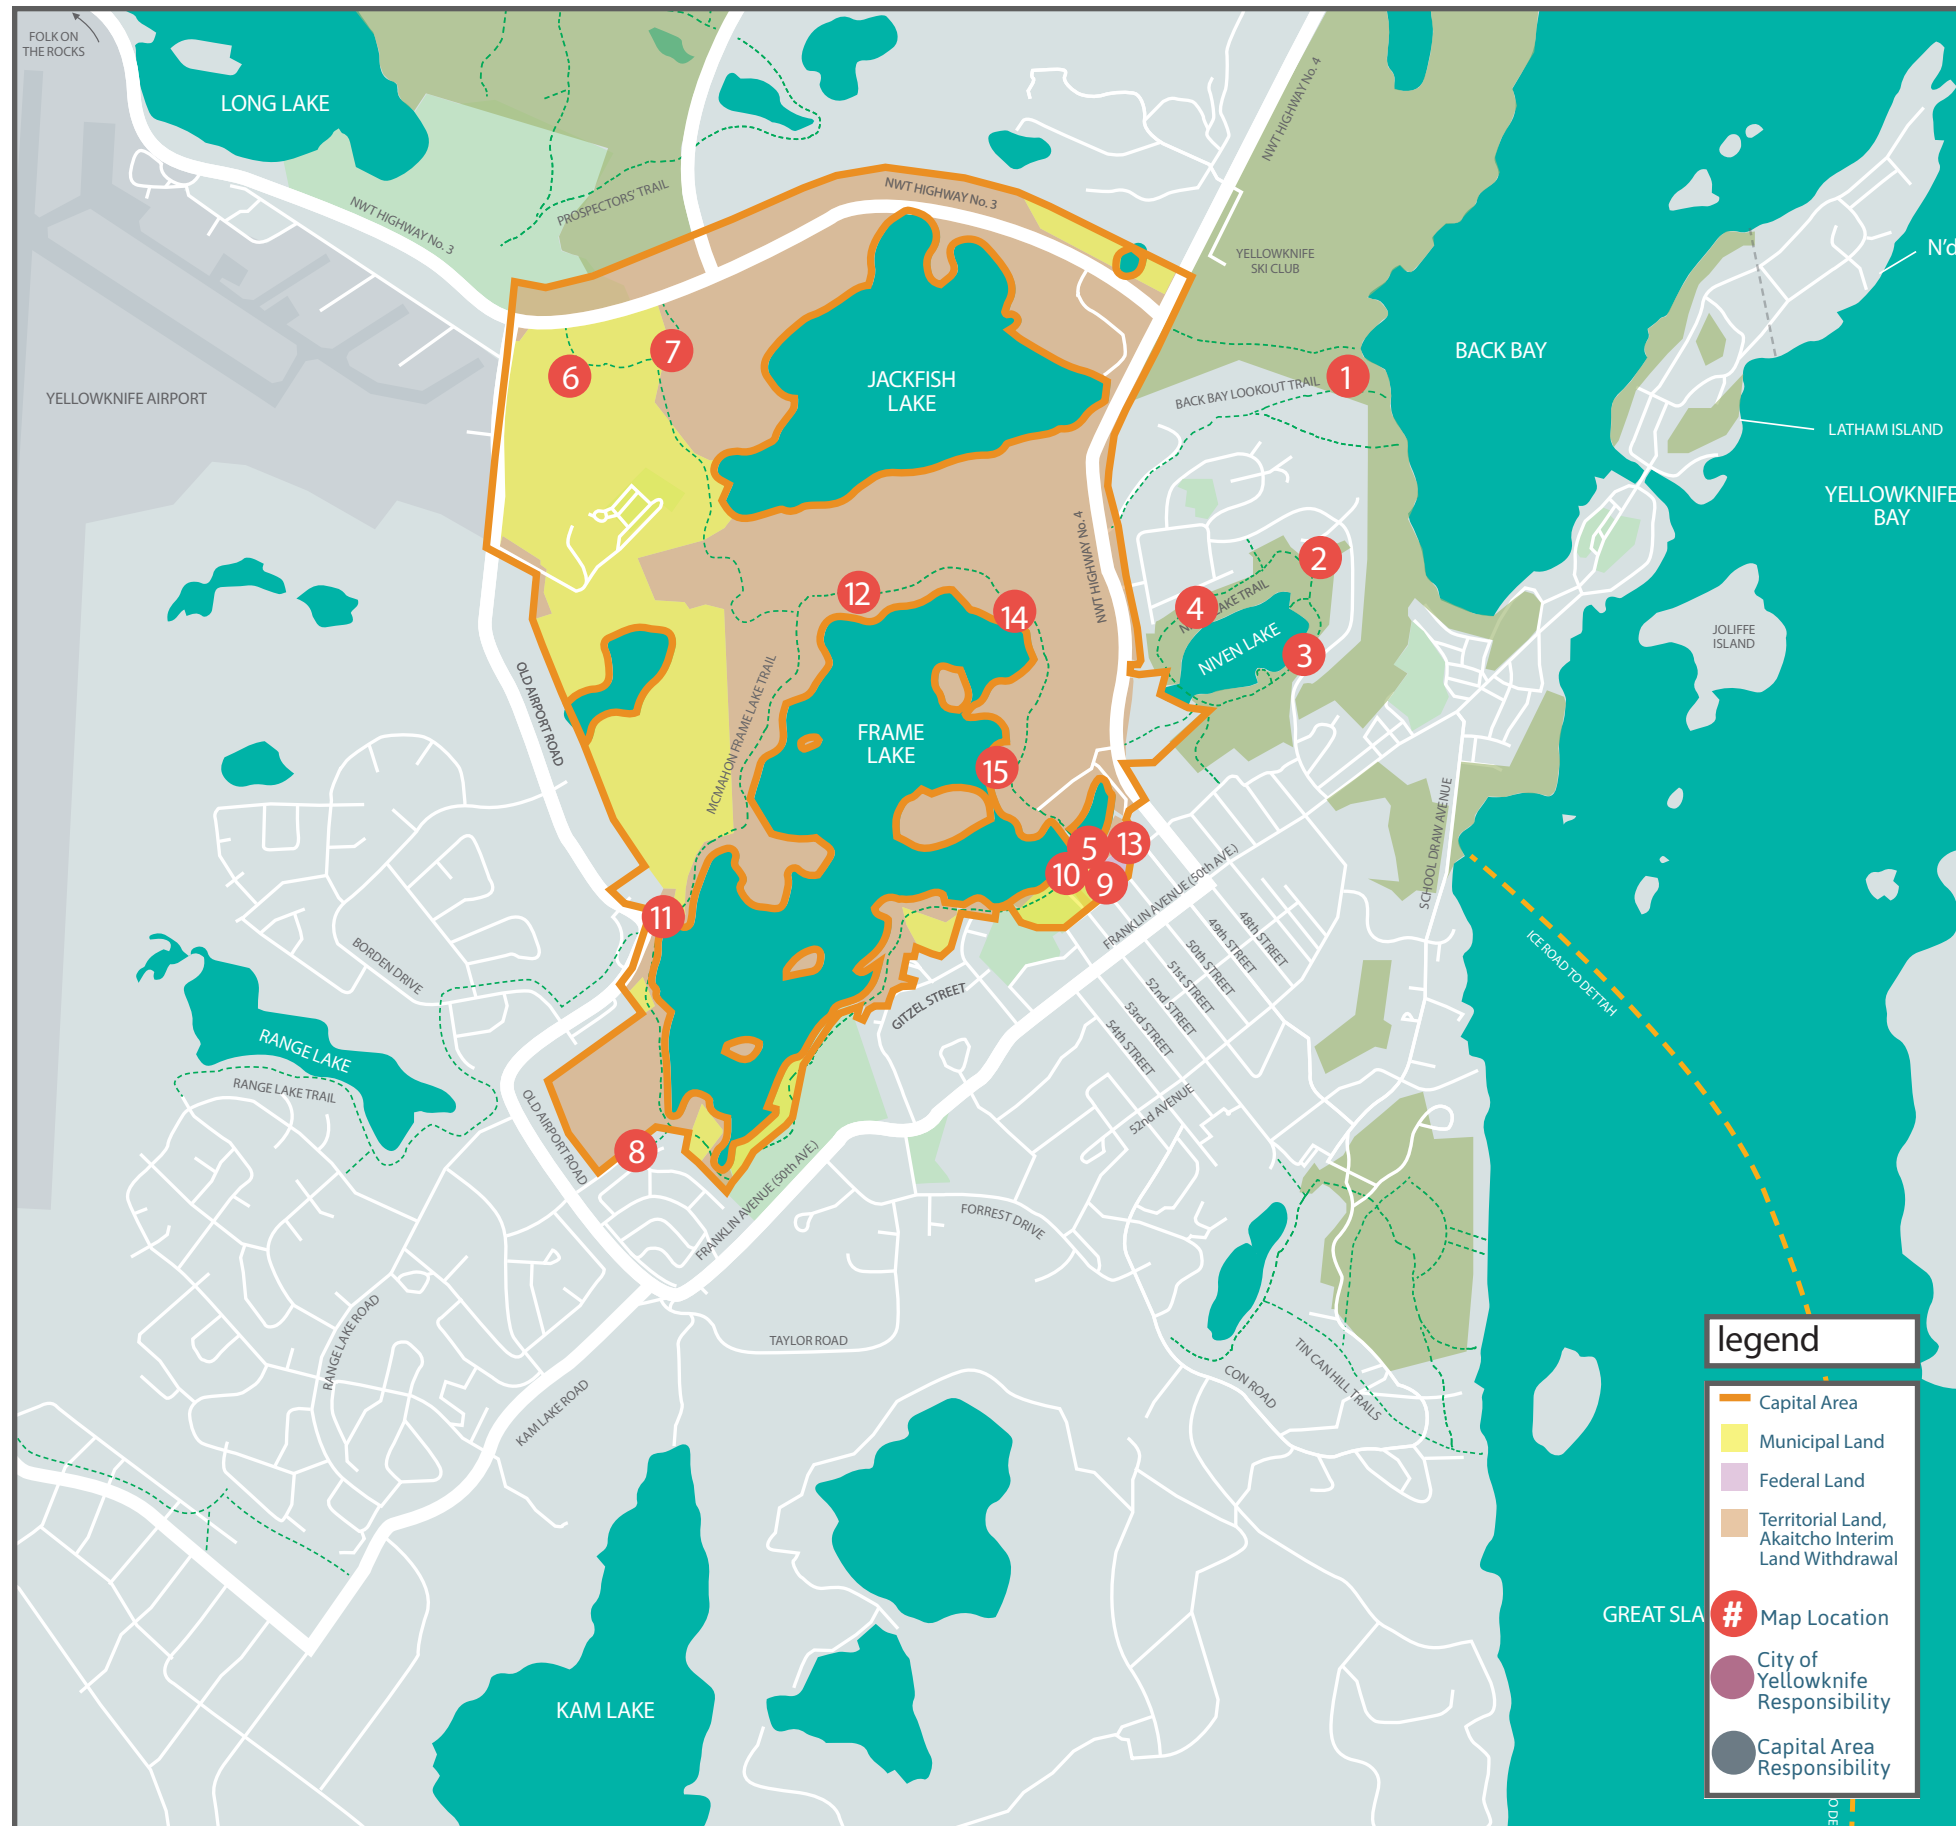 FOLK ON
THE ROCKS
LONG LAKE
NWT HIGHWAY No. 4
PROSPECTORS' TRAIL
NWT HIGHWAY No. 3
NWT HIGHWAY No. 3
YELLOWKNIFE
SKI CLUB
N'd
BACK BAY
7
6
1
JACKFISH
LAKE
BACK BAY LOOKOUT TRAIL
YELLOWKNIFE AIRPORT
LATHAM ISLAND
YELLOWKNIFE
BAY
NWT HIGHWAY No. 4
2
12
14
4
LAKE TRAIL
NIVEN LAKE
3
JOLIFFE
ISLAND
OLD AIRPORT ROAD
MCMAHON FRAME LAKE TRAIL
FRAME
LAKE
15
SCHOOL DRAW AVENUE
5
13
10
9
FRANKLIN AVENUE (50th AVE.)
11
48th STREET
49th STREET
50th STREET
51st STREET
52nd STREET
53rd STREET
54th STREET
BORDEN DRIVE
GITZEL STREET
ICE ROAD TO DETTAH
RANGE LAKE
RANGE LAKE TRAIL
OLD AIRPORT ROAD
52nd AVENUE
8
FRANKLIN AVENUE (50th AVE.)
FORREST DRIVE
RANGE LAKE ROAD
TAYLOR ROAD
KAM LAKE ROAD
CON ROAD
TIN CAN HILL TRAILS
KAM LAKE
GREAT SLA
legend
Capital Area
Municipal Land
Federal Land
Territorial Land,
Akaitcho Interim
Land Withdrawal
# Map Location
City of
Yellowknife
Responsibility
Capital Area
Responsibility
O DE